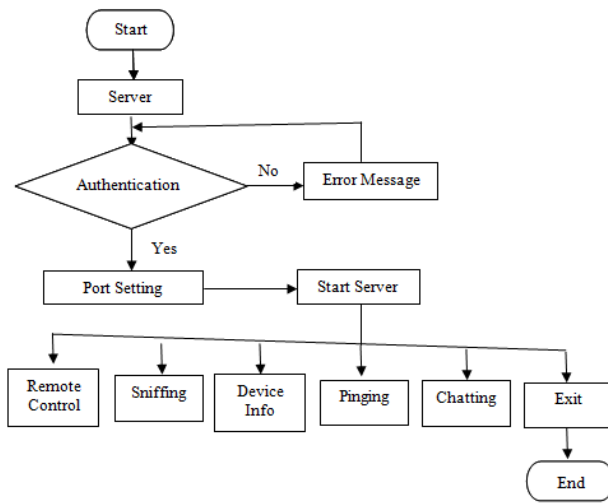 Start
Server
Authentication
No
Error Message
Yes
Port Setting
Start Server
Remote
Control
Sniffing
Device
Info
Pinging
Chatting
Exit
End